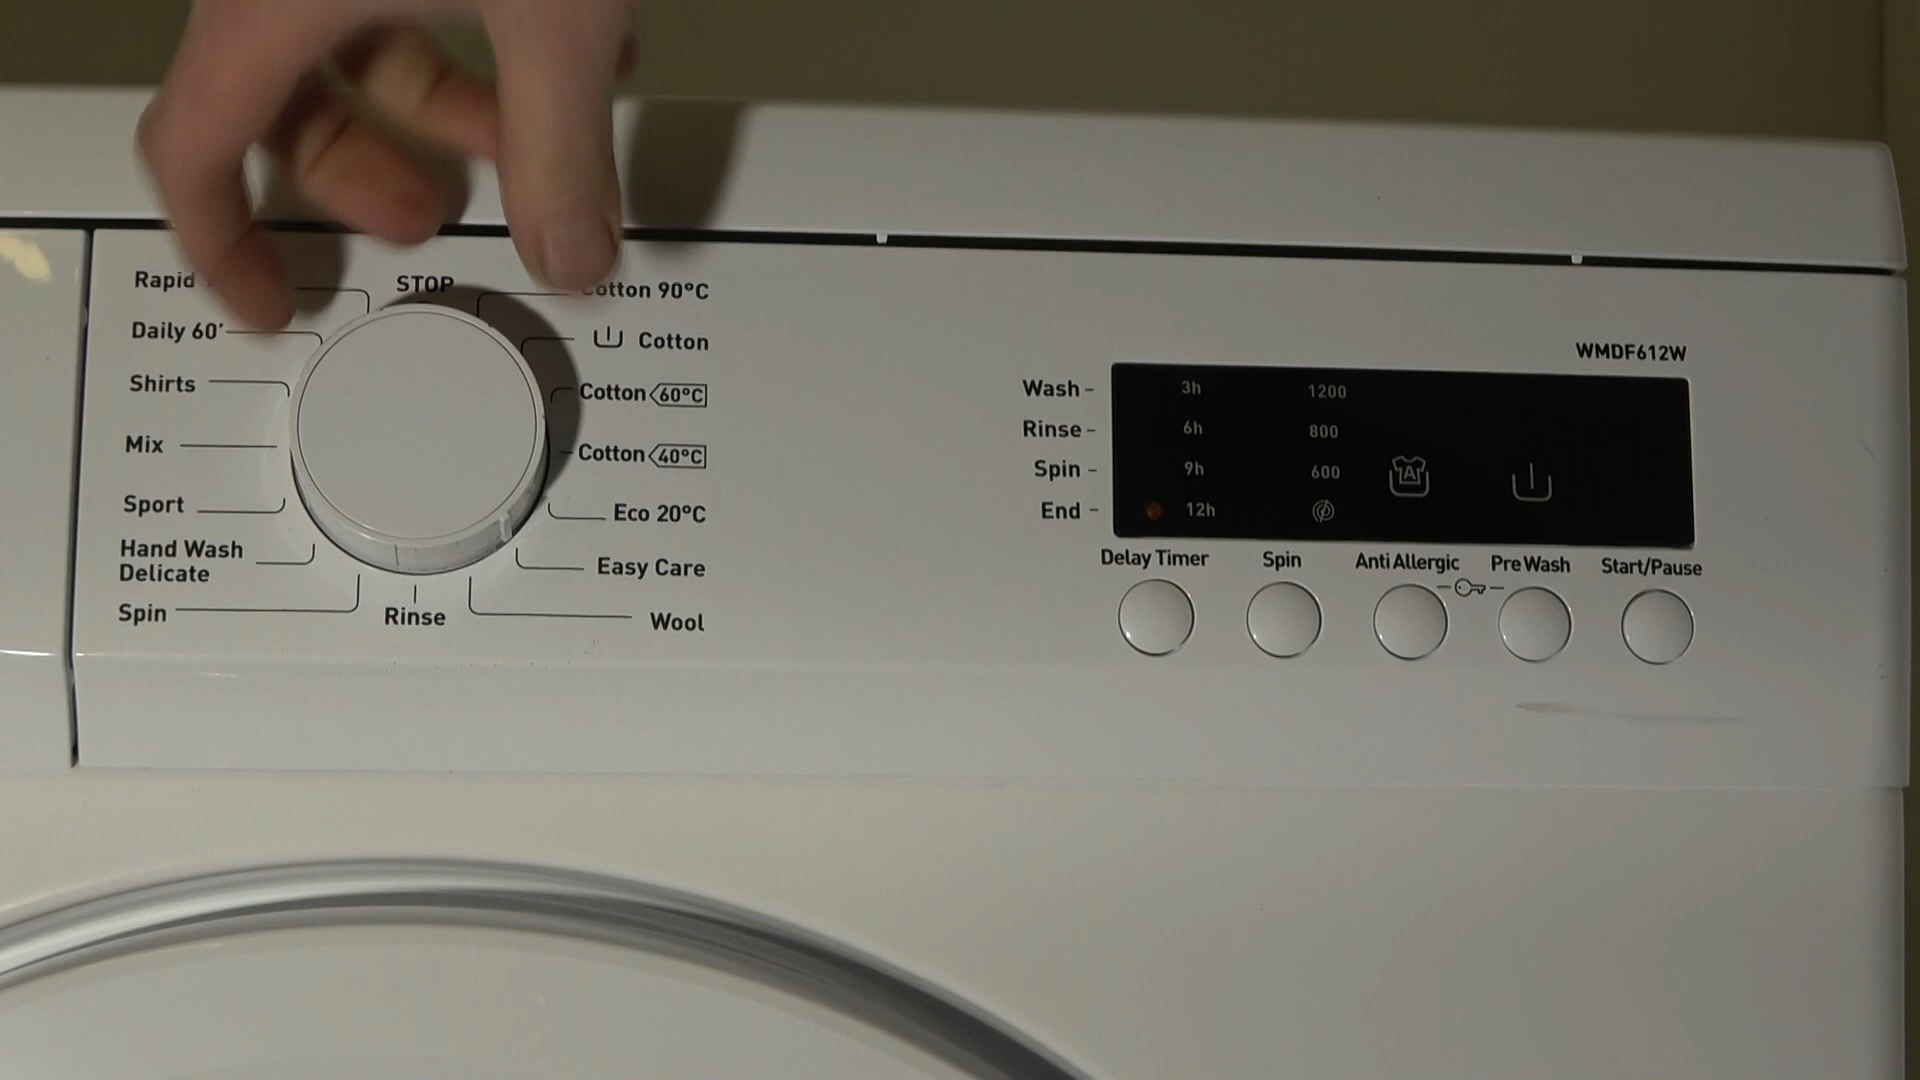 Rapid
STOP
Cotton 90°C
Daily 60'
Cotton
Shirts
Cotton 60°C
Mix
Cotton 40°C
Sport
Eco 20°C
Hand Wash
Delicate
Easy Care
Spin
Rinse
Wool
WMDF612W
Wash - 3h 1200
Rinse - 6h 800
Spin - 9h 600
End - 12h
A
Delay Timer
Spin
Anti Allergic
Pre Wash
Start/Pause